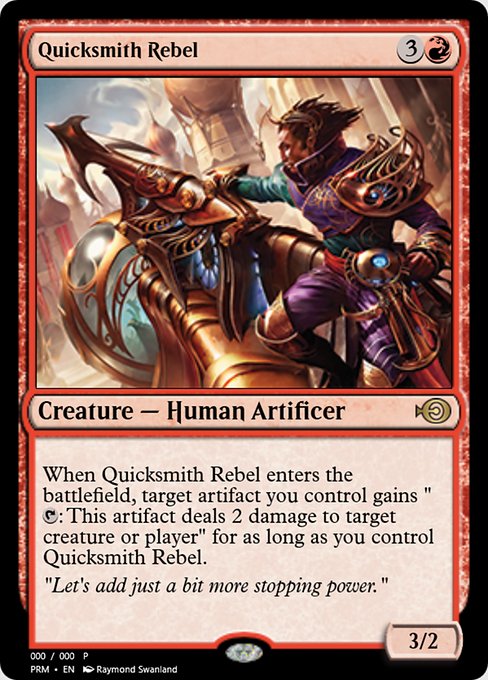 Quicksmith Rebel 3
Creature — Human Artificer
When Quicksmith Rebel enters the
battlefield, target artifact you control gains "
: This artifact deals 2 damage to target
creature or player" for as long as you control
Quicksmith Rebel.
"Let's add just a bit more stopping power."
3/2
000 / 000 P
PRM • EN Raymond Swanland